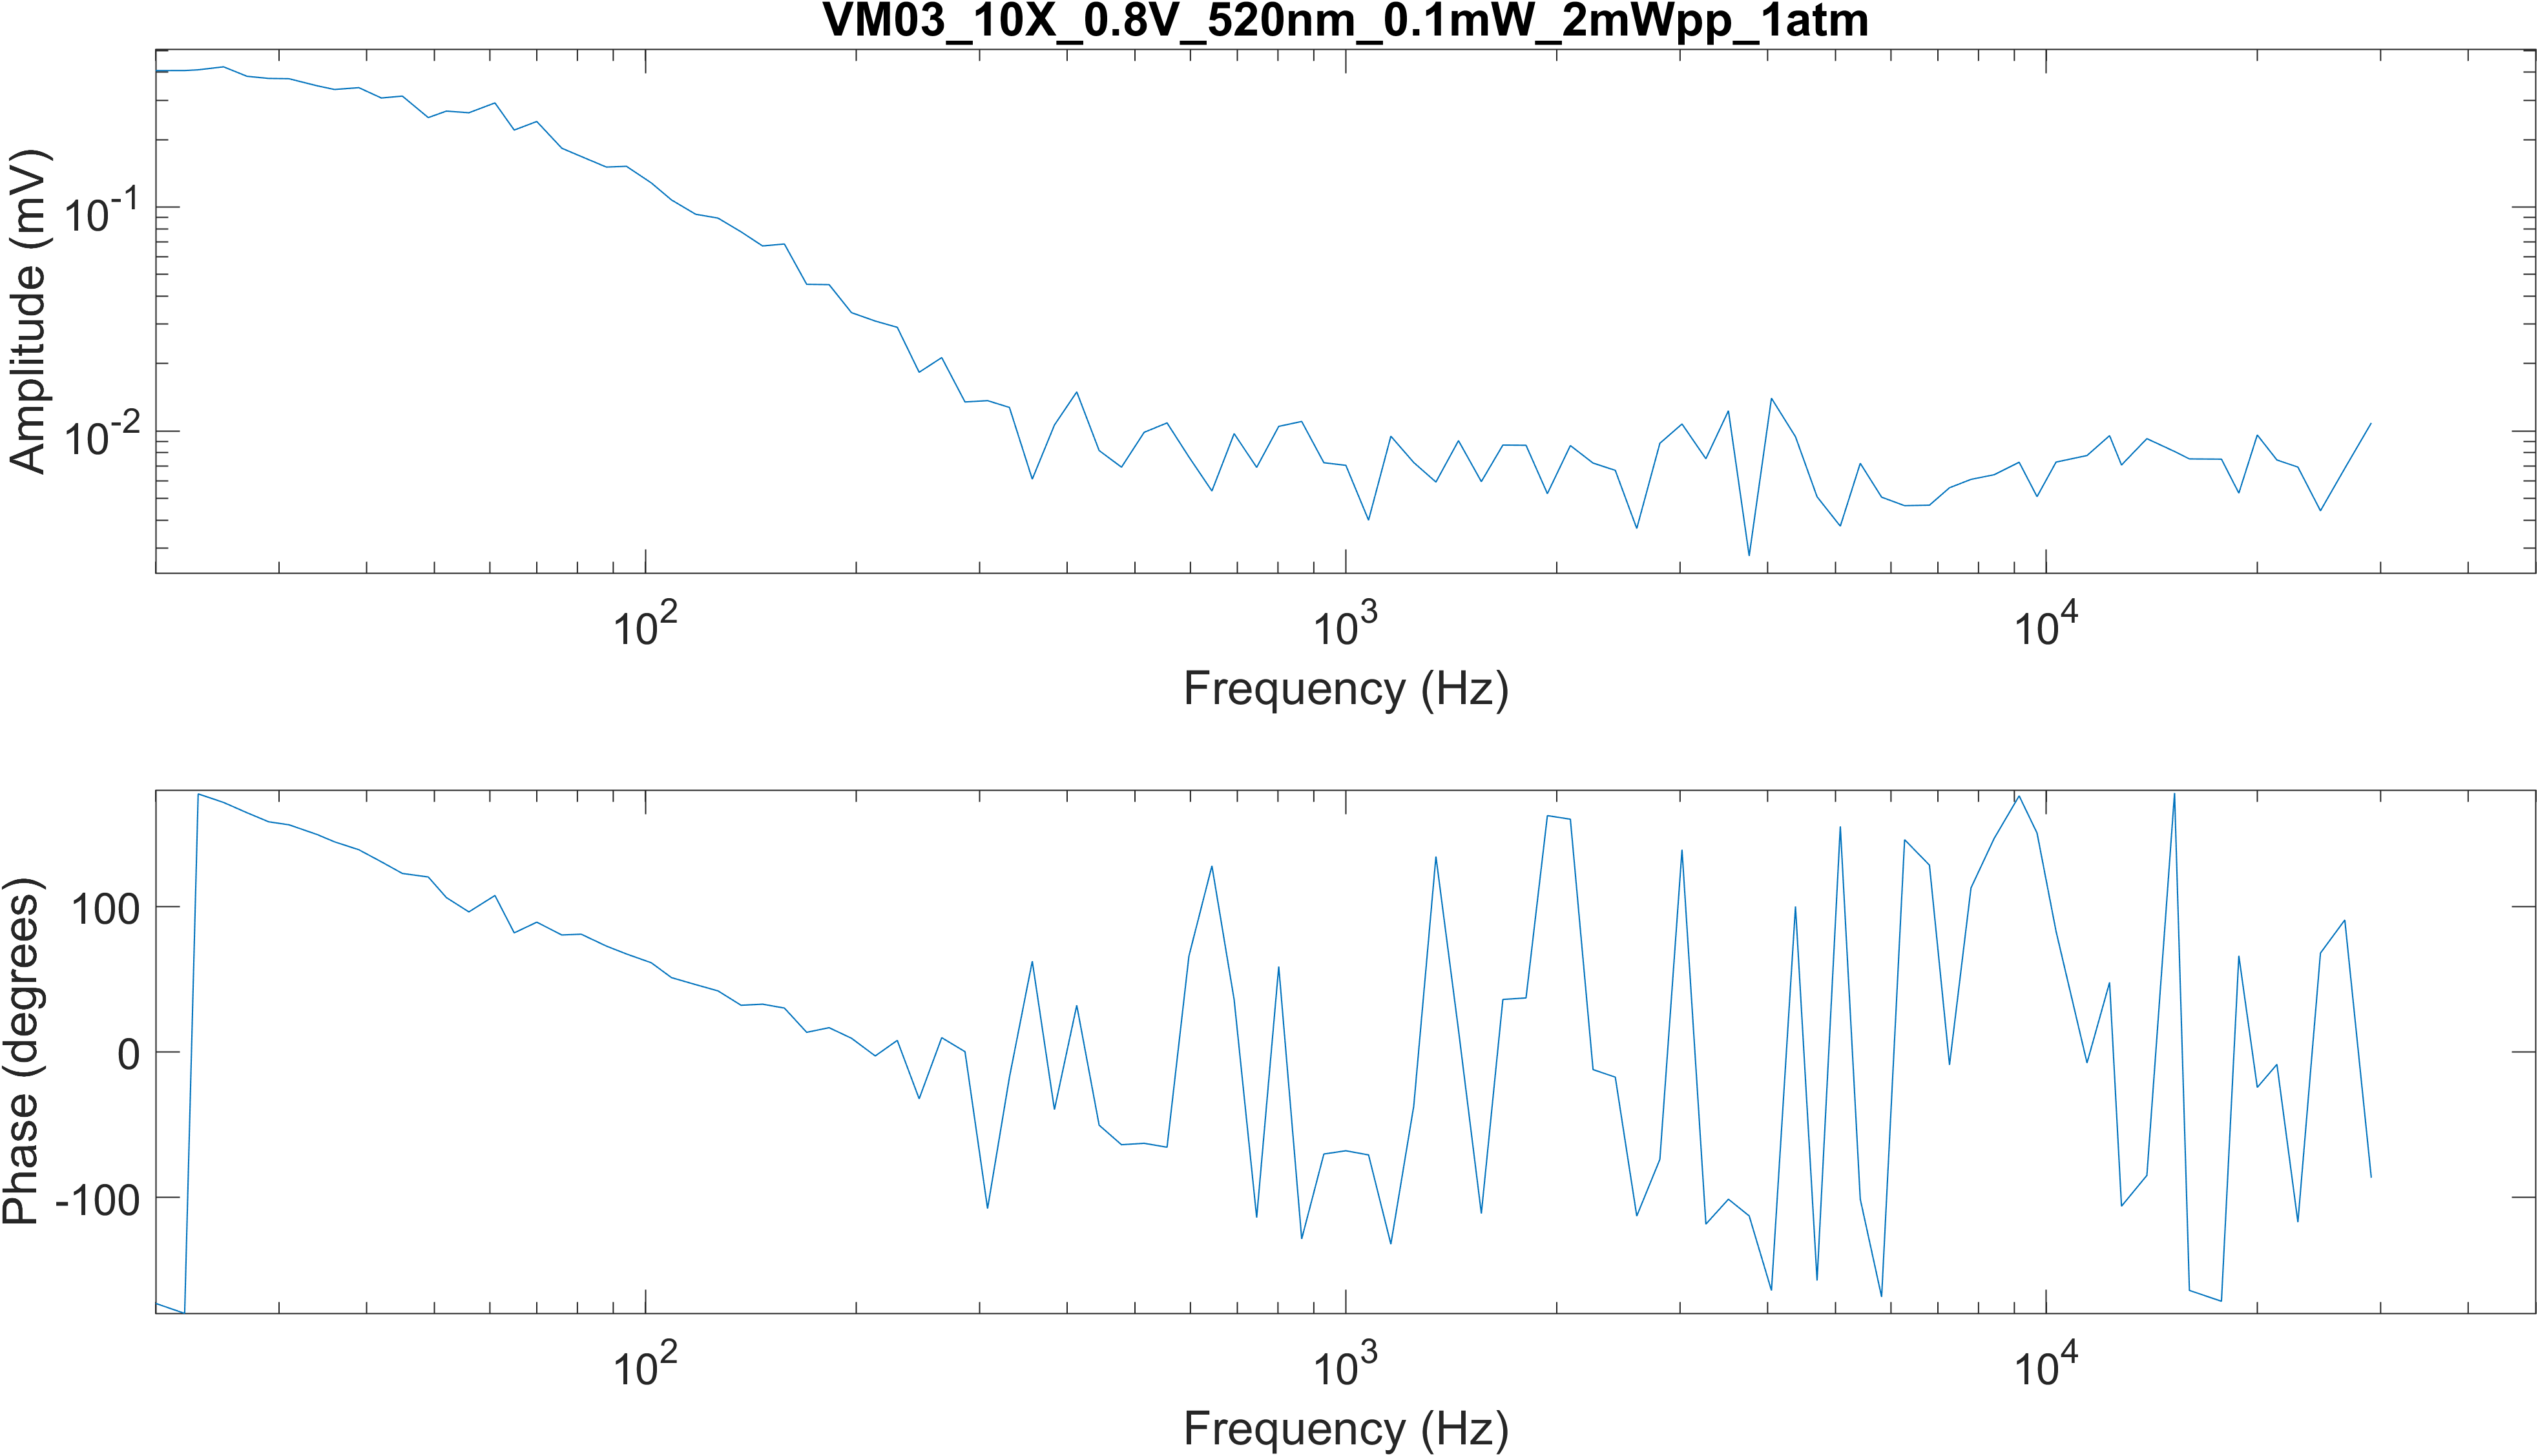 VM03_10X_0.8V_520nm_0.1mW_2mWpp_1atm
Amplitude (mV)
10^-1
10^-2
10^2
10^3
10^4
Frequency (Hz)
Phase (degrees)
100
0
-100
10^2
10^3
10^4
Frequency (Hz)